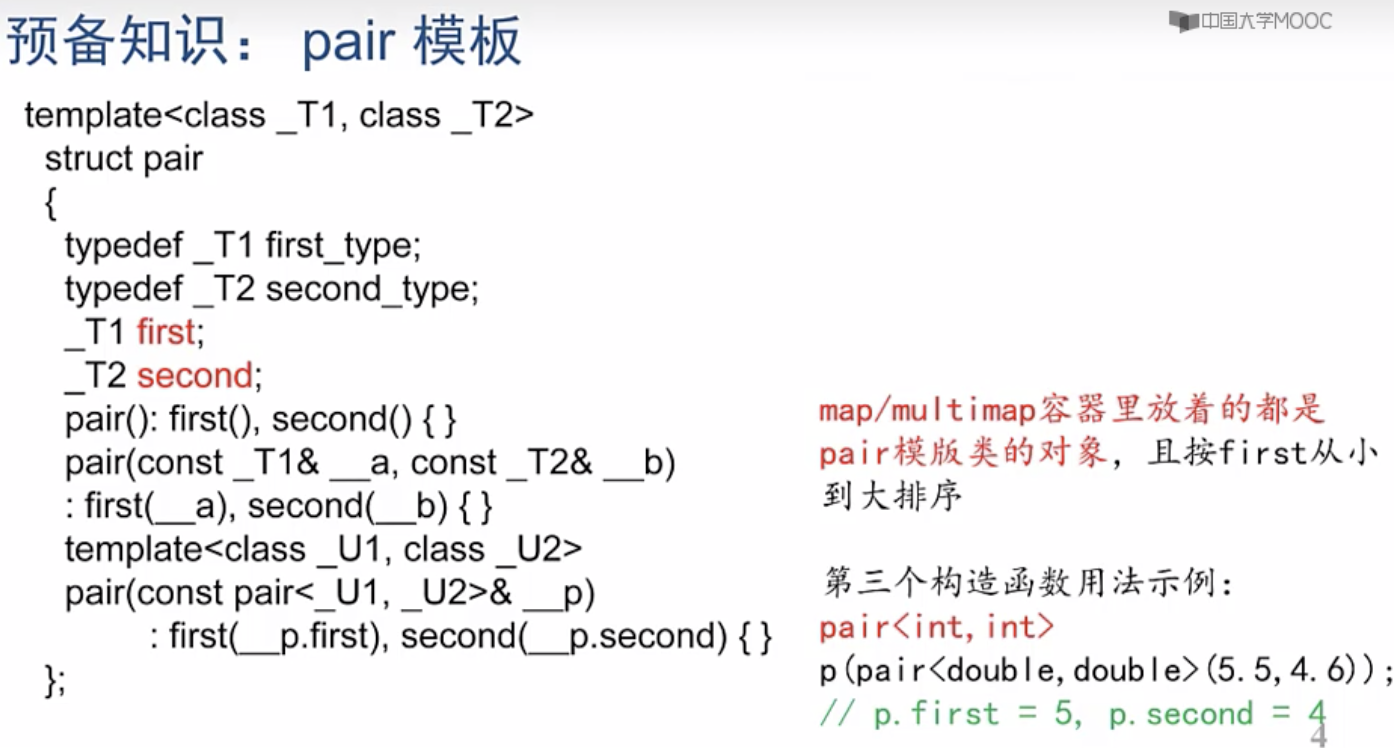 预备知识： pair 模板
中国大学MOOC
template<class _T1, class _T2>
struct pair
{
typedef _T1 first_type;
typedef _T2 second_type;
_T1 first;
_T2 second;
pair(): first(), second() { }
pair(const _T1& __a, const _T2& __b)
: first(__a), second(__b) { }
template<class _U1, class _U2>
pair(const pair<_U1, _U2>& __p)
: first(__p.first), second(__p.second) { }
};
map/multimap容器里放着的都是
pair模版类的对象，且按first从小
到大排序
第三个构造函数用法示例：
pair<int,int>
p(pair<double,double>(5.5,4.6));
// p.first = 5, p.second = 4
4